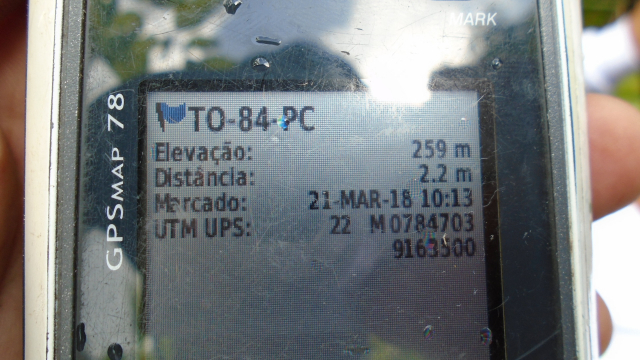 MARK
GPSMAP 78
TO-84-PC
Elevação: 259 m
Distância: 2.2 m
Marcado: 21-MAR-18 10:13
UTM UPS: 22 M 0784703
9163500